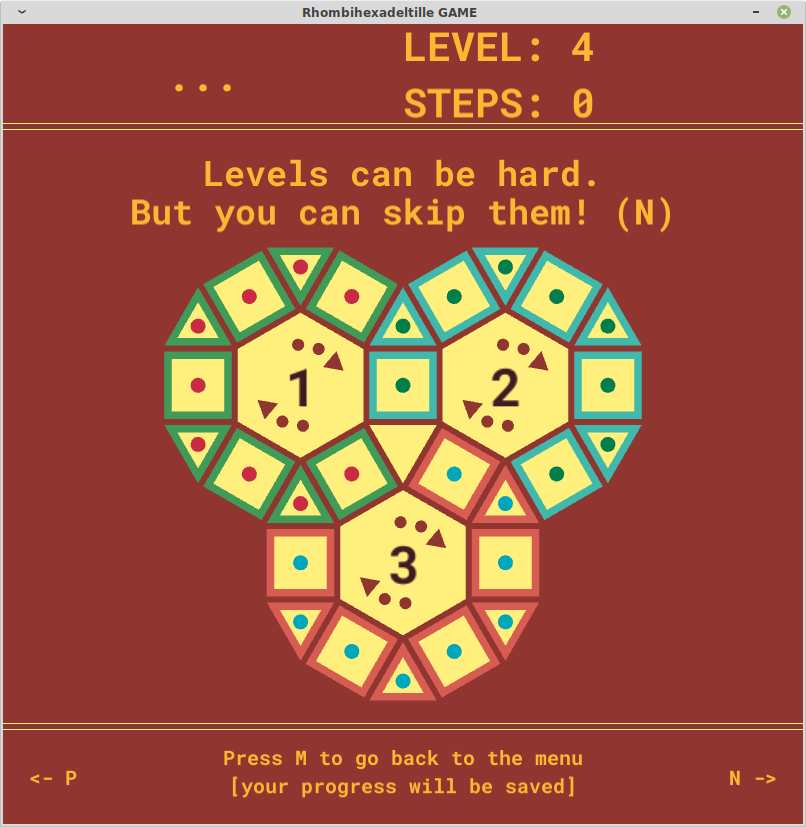 Rhombihexadeltille GAME
...
LEVEL: 4
STEPS: 0
Levels can be hard.
But you can skip them! (N)
1
2
3
Press M to go back to the menu
<- P
N ->
[your progress will be saved]